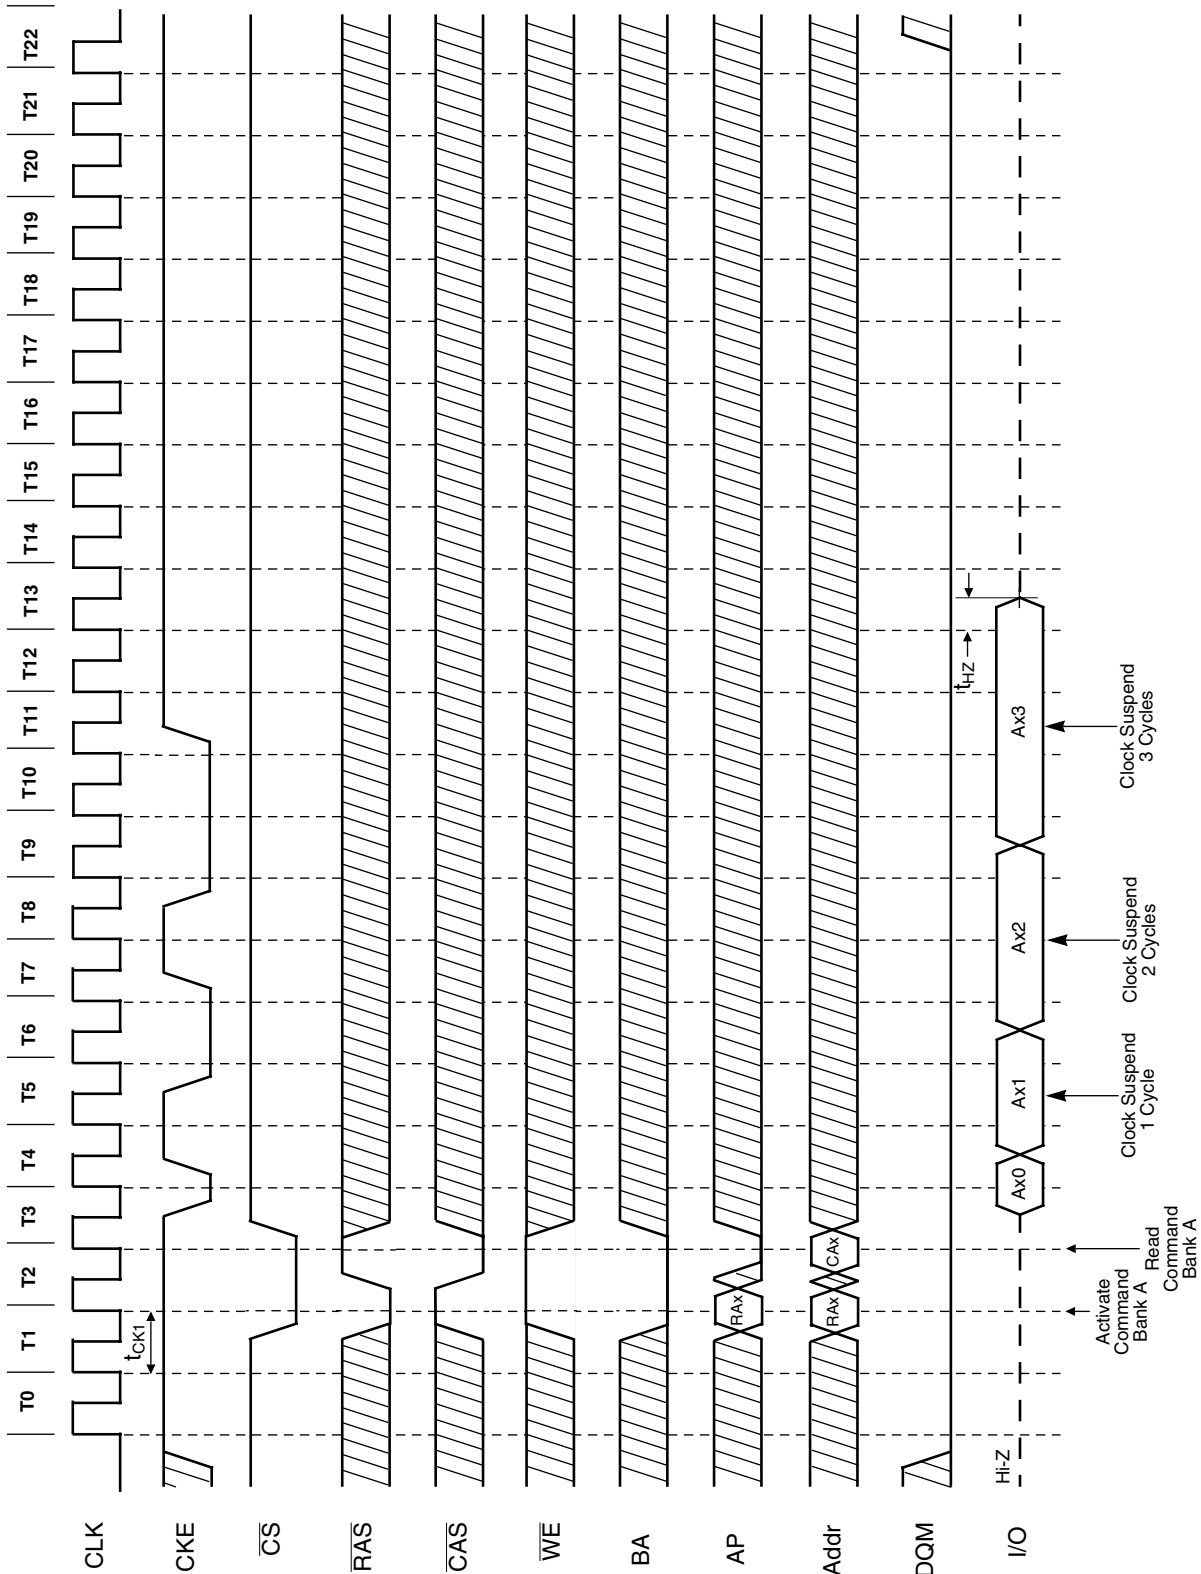 T0
T1
T2
T3
T4
T5
T6
T7
T8
T9
T10
T11
T12
T13
T14
T15
T16
T17
T18
T19
T20
T21
T22
CLK
tCK1
CKE
CS
RAS
CAS
WE
BA
AP
RAx
Addr
RAx
CAx
DQM
tHZ
I/O
Hi-Z
Ax0
Ax1
Ax2
Ax3
Activate
Command
Bank A
Read
Command
Bank A
Clock Suspend
1 Cycle
Clock Suspend
2 Cycles
Clock Suspend
3 Cycles